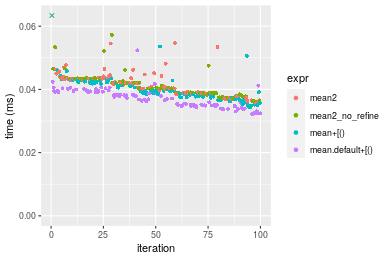 0.06
0.04
0.02
0.00
time (ms)
0
25
50
75
100
iteration
expr
mean2
mean2_no_refine
mean+[()
mean.default+[()